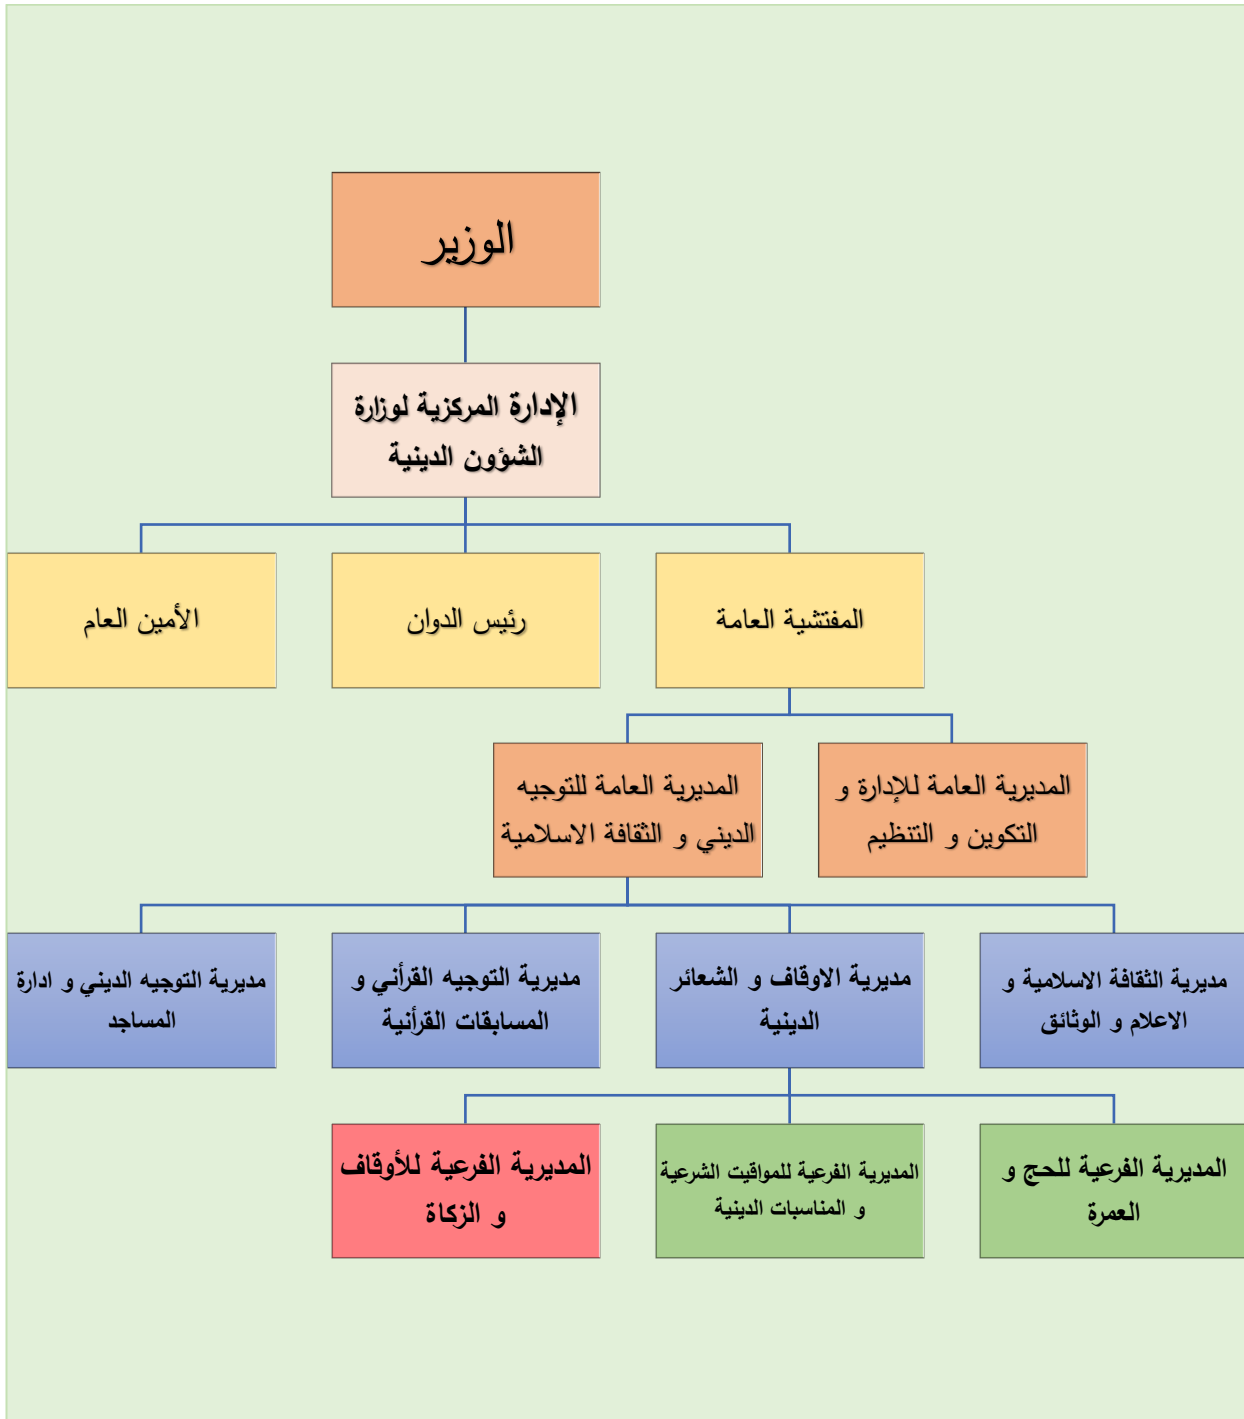 الوزير
الإدارة المركزية لوزارة
الشؤون الدينية
المفتشية العامة
رئيس الدوان
الأمين العام
المديرية العامة للإدارة و
التكوين و التنظيم
المديرية العامة للتوجيه
الديني و الثقافة الاسلامية
مديرية الثقافة الاسلامية و
الاعلام و الوثائق
مديرية الاوقاف و الشعائر
الدينية
مديرية التوجيه القرأني و
المسابقات القرأنية
مديرية التوجيه الديني و ادارة
المساجد
المديرية الفرعية للحج و
العمرة
المديرية الفرعية للمواقيت الشرعية
و المناسبات الدينية
المديرية الفرعية للأوقاف
و الزكاة